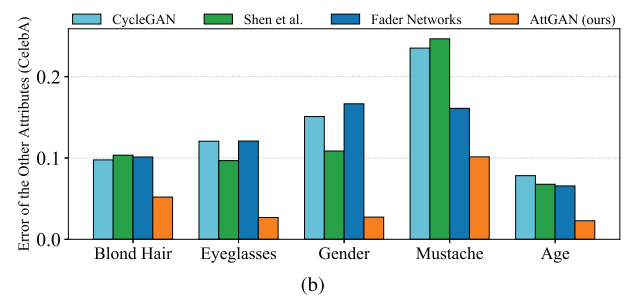 CycleGAN Shen et al. Fader Networks AttGAN (ours)
Error of the Other Attributes (CelebA)
0.2
0.1
0.0
Blond Hair Eyeglasses Gender Mustache Age
(b)